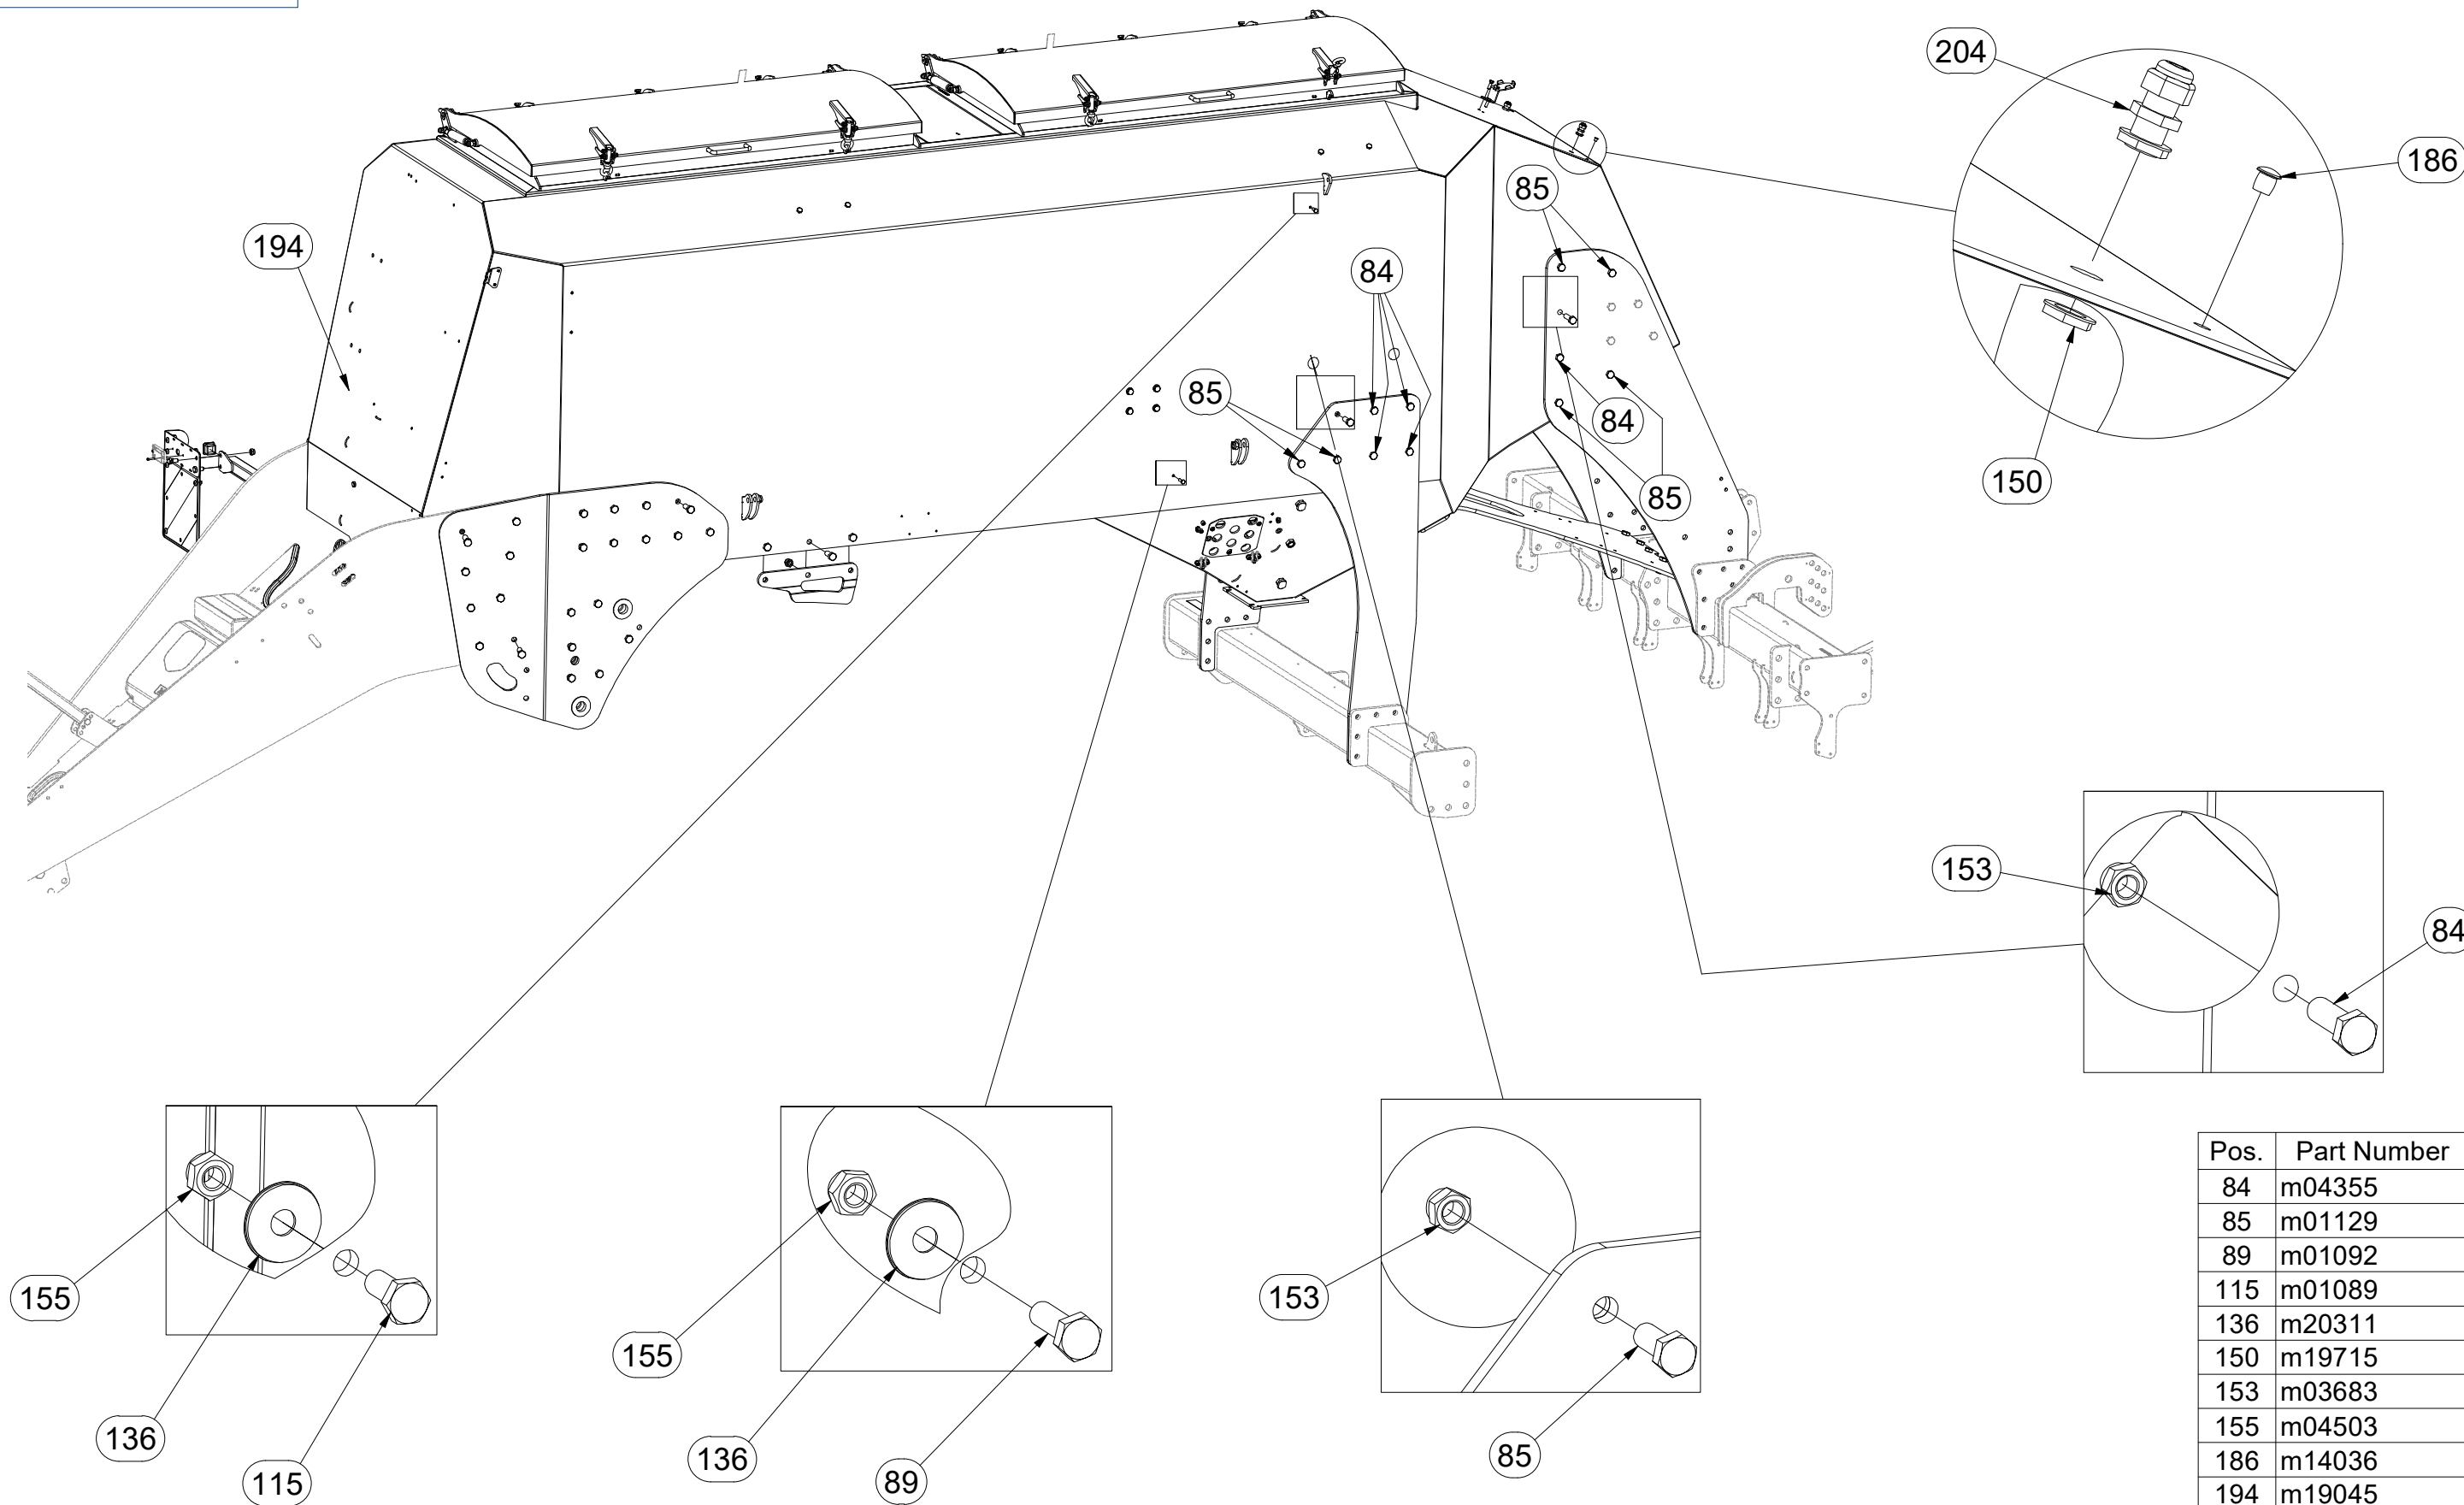 204
186
85
194
84
85
84
85
150
153
84
155
136
115
155
136
89
153
85
Pos. Part Number
84 m04355
85 m01129
89 m01092
115 m01089
136 m20311
150 m19715
153 m03683
155 m04503
186 m14036
194 m19045